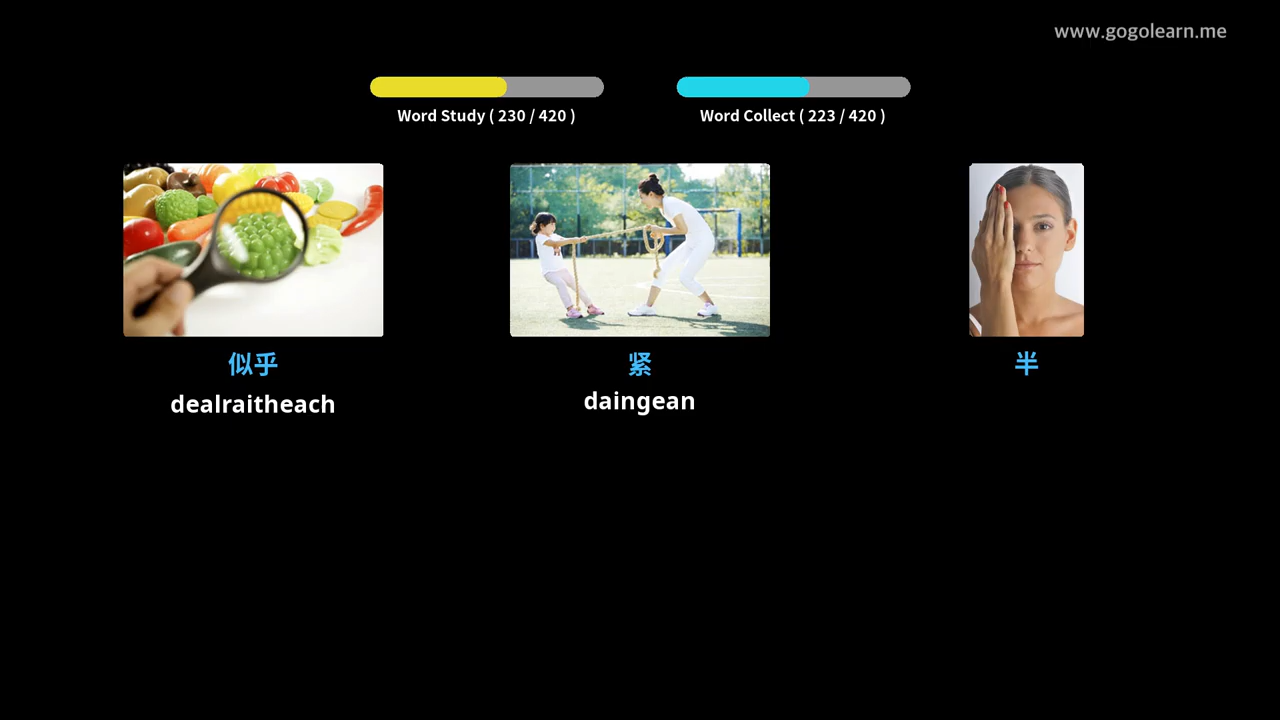 www.gogolearn.me
Word Study ( 230 / 420 )
Word Collect ( 223 / 420 )
似乎
紧
半
dealraitheach
daingean